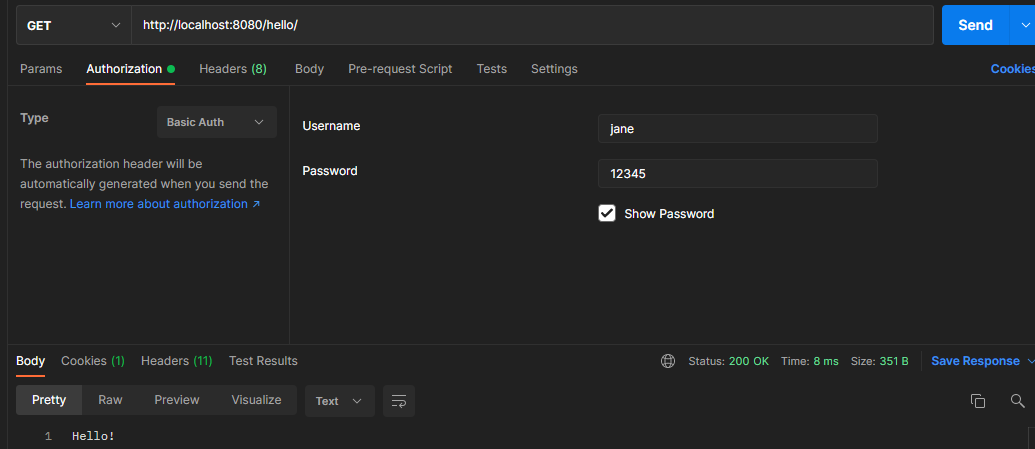 GET http://localhost:8080/hello/ Send
Params Authorization Headers (8) Body Pre-request Script Tests Settings Cookies
Type Basic Auth
The authorization header will be
automatically generated when you send the
request. Learn more about authorization ↗
Username jane
Password 12345
Show Password
Body Cookies (1) Headers (11) Test Results Status: 200 OK Time: 8 ms Size: 351 B Save Response
Pretty Raw Preview Visualize Text
1 Hello!